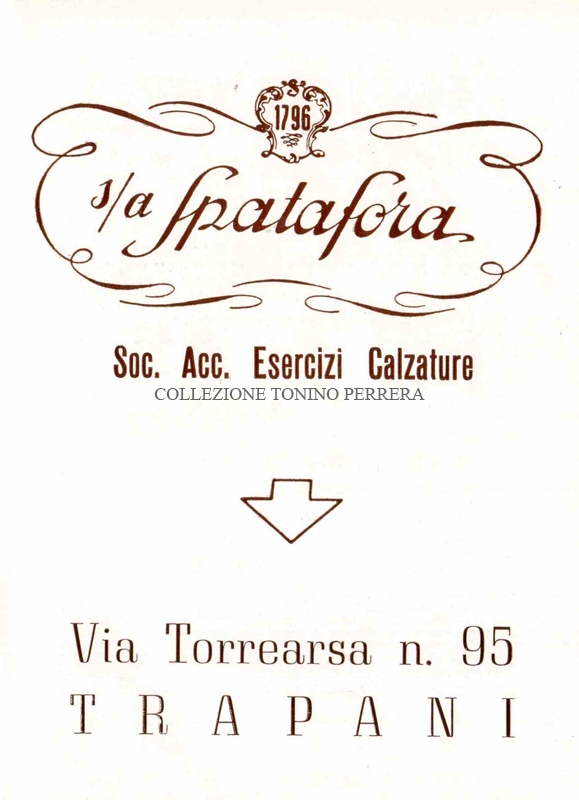 1796
s/a Spatafora
Soc. Acc. Esercizi Calzature
COLLEZIONE TONINO PERRERA
Via Torrearsa n. 95
TRAPANI